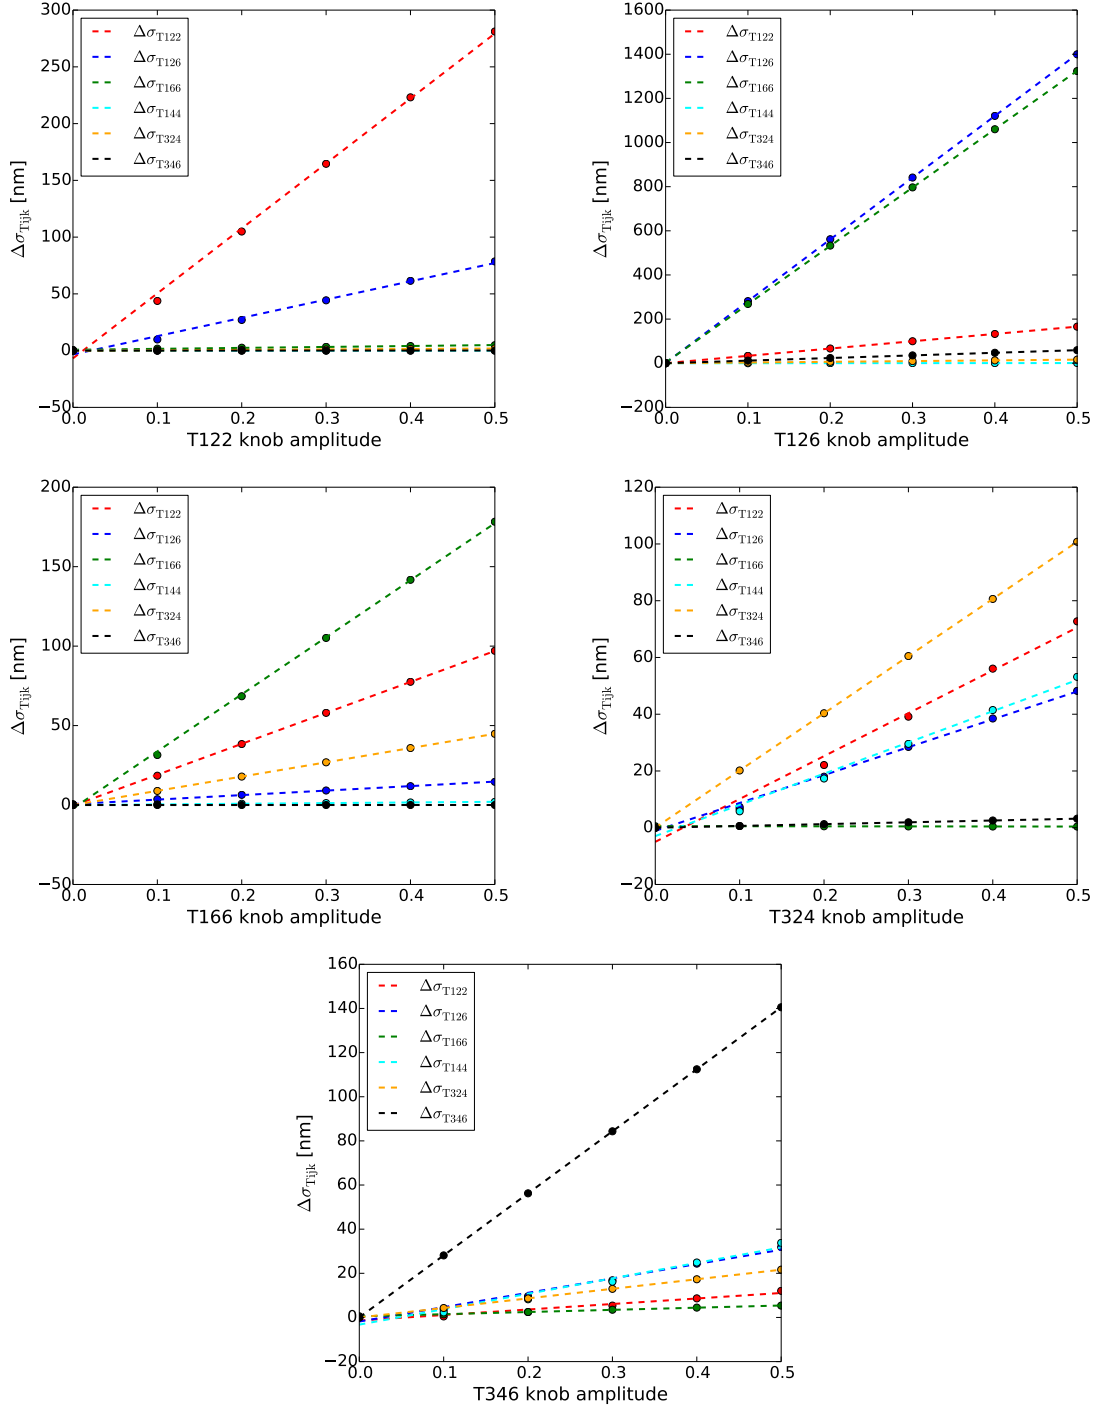 300
250
200
150
100
50
0
−50
Δσ_Tijk [nm]
Δσ_T122
Δσ_T126
Δσ_T166
Δσ_T144
Δσ_T324
Δσ_T346
0.0 0.1 0.2 0.3 0.4 0.5
T122 knob amplitude
1600
1400
1200
1000
800
600
400
200
0
−200
Δσ_Tijk [nm]
Δσ_T122
Δσ_T126
Δσ_T166
Δσ_T144
Δσ_T324
Δσ_T346
0.0 0.1 0.2 0.3 0.4 0.5
T126 knob amplitude
200
150
100
50
0
−50
Δσ_Tijk [nm]
Δσ_T122
Δσ_T126
Δσ_T166
Δσ_T144
Δσ_T324
Δσ_T346
0.0 0.1 0.2 0.3 0.4 0.5
T166 knob amplitude
120
100
80
60
40
20
0
−20
Δσ_Tijk [nm]
Δσ_T122
Δσ_T126
Δσ_T166
Δσ_T144
Δσ_T324
Δσ_T346
0.0 0.1 0.2 0.3 0.4 0.5
T324 knob amplitude
160
140
120
100
80
60
40
20
0
−20
Δσ_Tijk [nm]
Δσ_T122
Δσ_T126
Δσ_T166
Δσ_T144
Δσ_T324
Δσ_T346
0.0 0.1 0.2 0.3 0.4 0.5
T346 knob amplitude